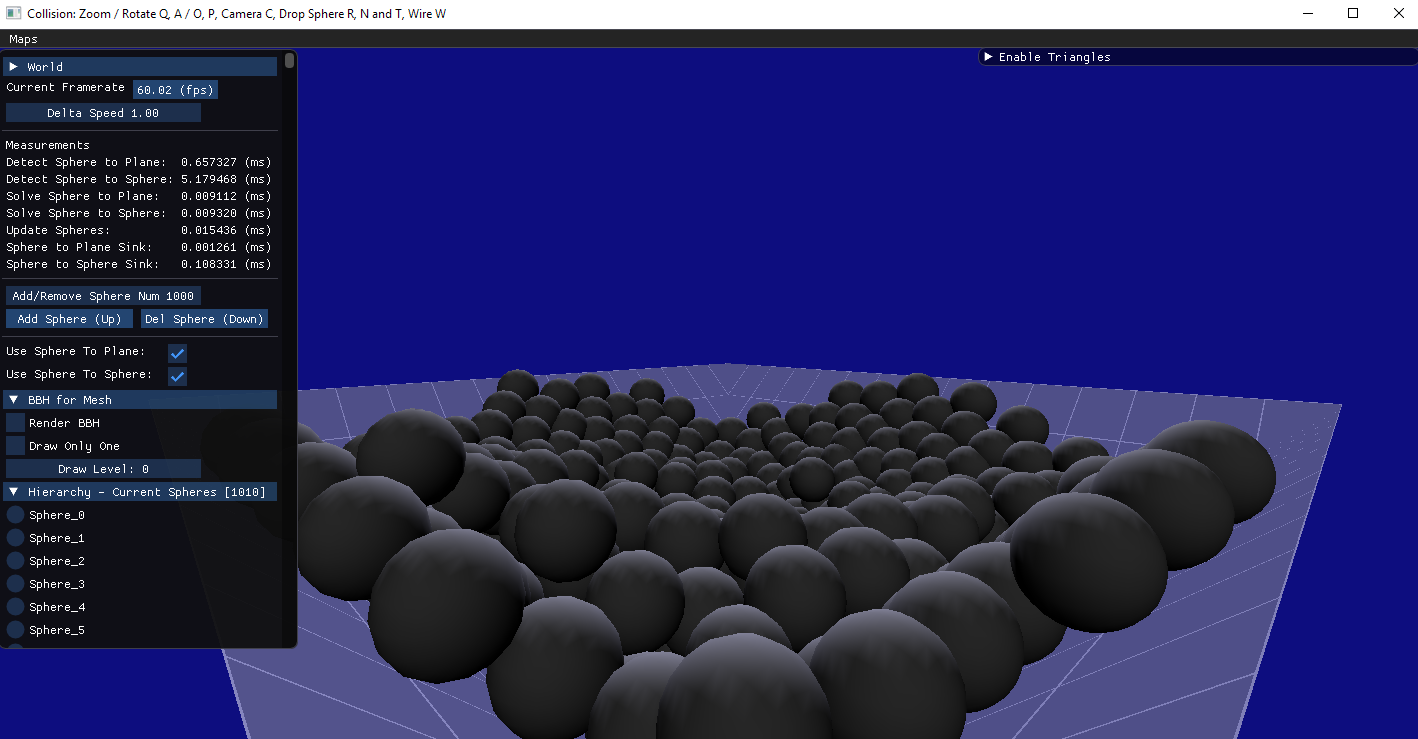 Collision: Zoom / Rotate Q, A / O, P, Camera C, Drop Sphere R, N and T, Wire W
Maps
World
Enable Triangles
Current Framerate 60.02 (fps)
Delta Speed 1.00
Measurements
Detect Sphere to Plane: 0.657327 (ms)
Detect Sphere to Sphere: 5.179468 (ms)
Solve Sphere to Plane: 0.009112 (ms)
Solve Sphere to Sphere: 0.009320 (ms)
Update Spheres: 0.015436 (ms)
Sphere to Plane Sink: 0.001261 (ms)
Sphere to Sphere Sink: 0.108331 (ms)
Add/Remove Sphere Num 1000
Add Sphere (Up) Del Sphere (Down)
Use Sphere To Plane:
Use Sphere To Sphere:
BBH for Mesh
Render BBH
Draw Only One
Draw Level: 0
Hierarchy - Current Spheres [1010]
Sphere_0
Sphere_1
Sphere_2
Sphere_3
Sphere_4
Sphere_5